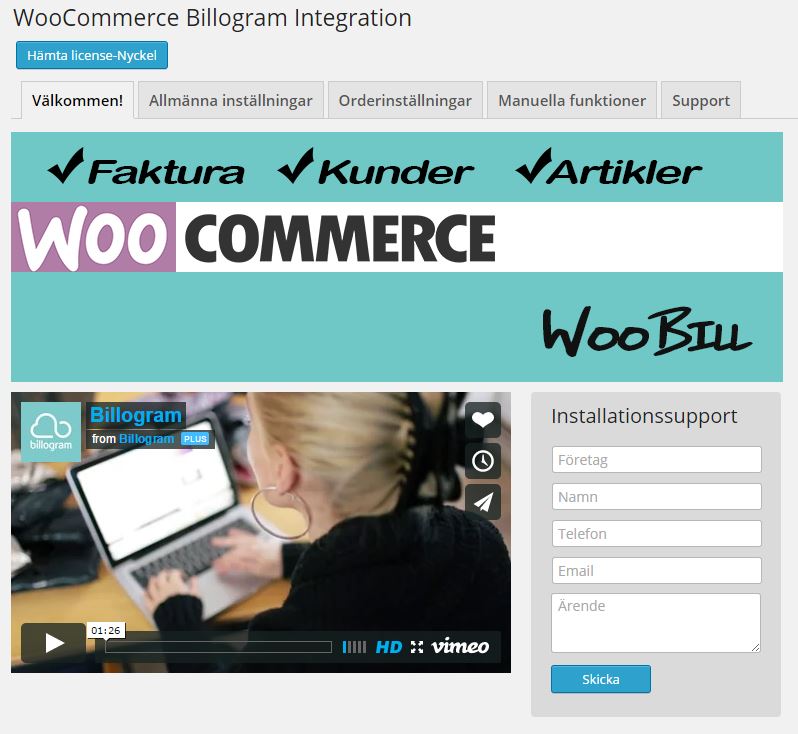 WooCommerce Billogram Integration
Hämta license-Nyckel
Välkommen! Allmänna inställningar Orderinställningar Manuella funktioner Support
Faktura Kunder Artikler
WOO COMMERCE
WooBILL
billogram
Billogram
from Billogram PLUS
01:26
HD vimeo
Installationssupport
Företag
Namn
Telefon
Email
Ärende
Skicka